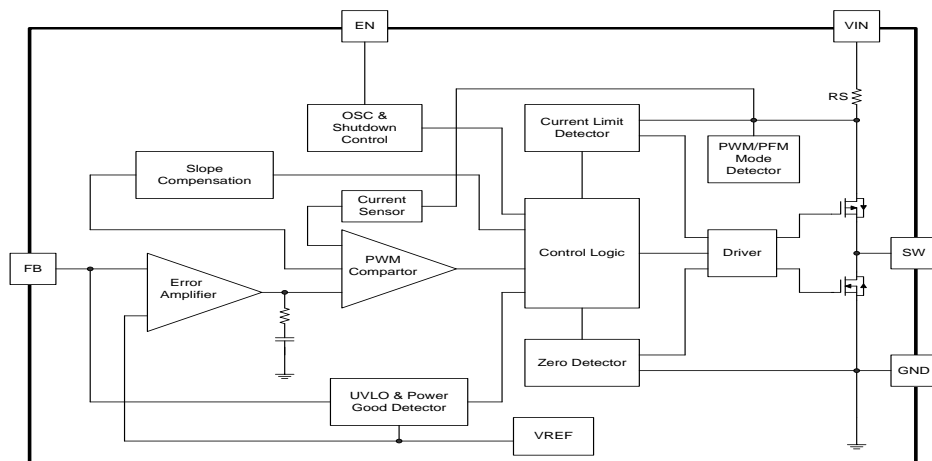 EN
VIN
RS
OSC &
Shutdown
Control
Current Limit
Detector
PWM/PFM
Mode
Detector
Slope
Compensation
Current
Sensor
Control Logic
Driver
SW
FB
Error
Amplifier
PWM
Compartor
Zero Detector
GND
UVLO & Power
Good Detector
VREF